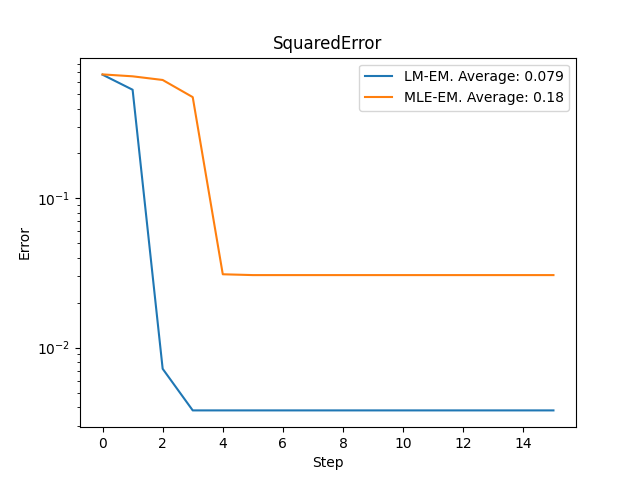 SquaredError
LM-EM. Average: 0.079
MLE-EM. Average: 0.18
Error
10⁻¹
10⁻²
0 2 4 6 8 10 12 14
Step